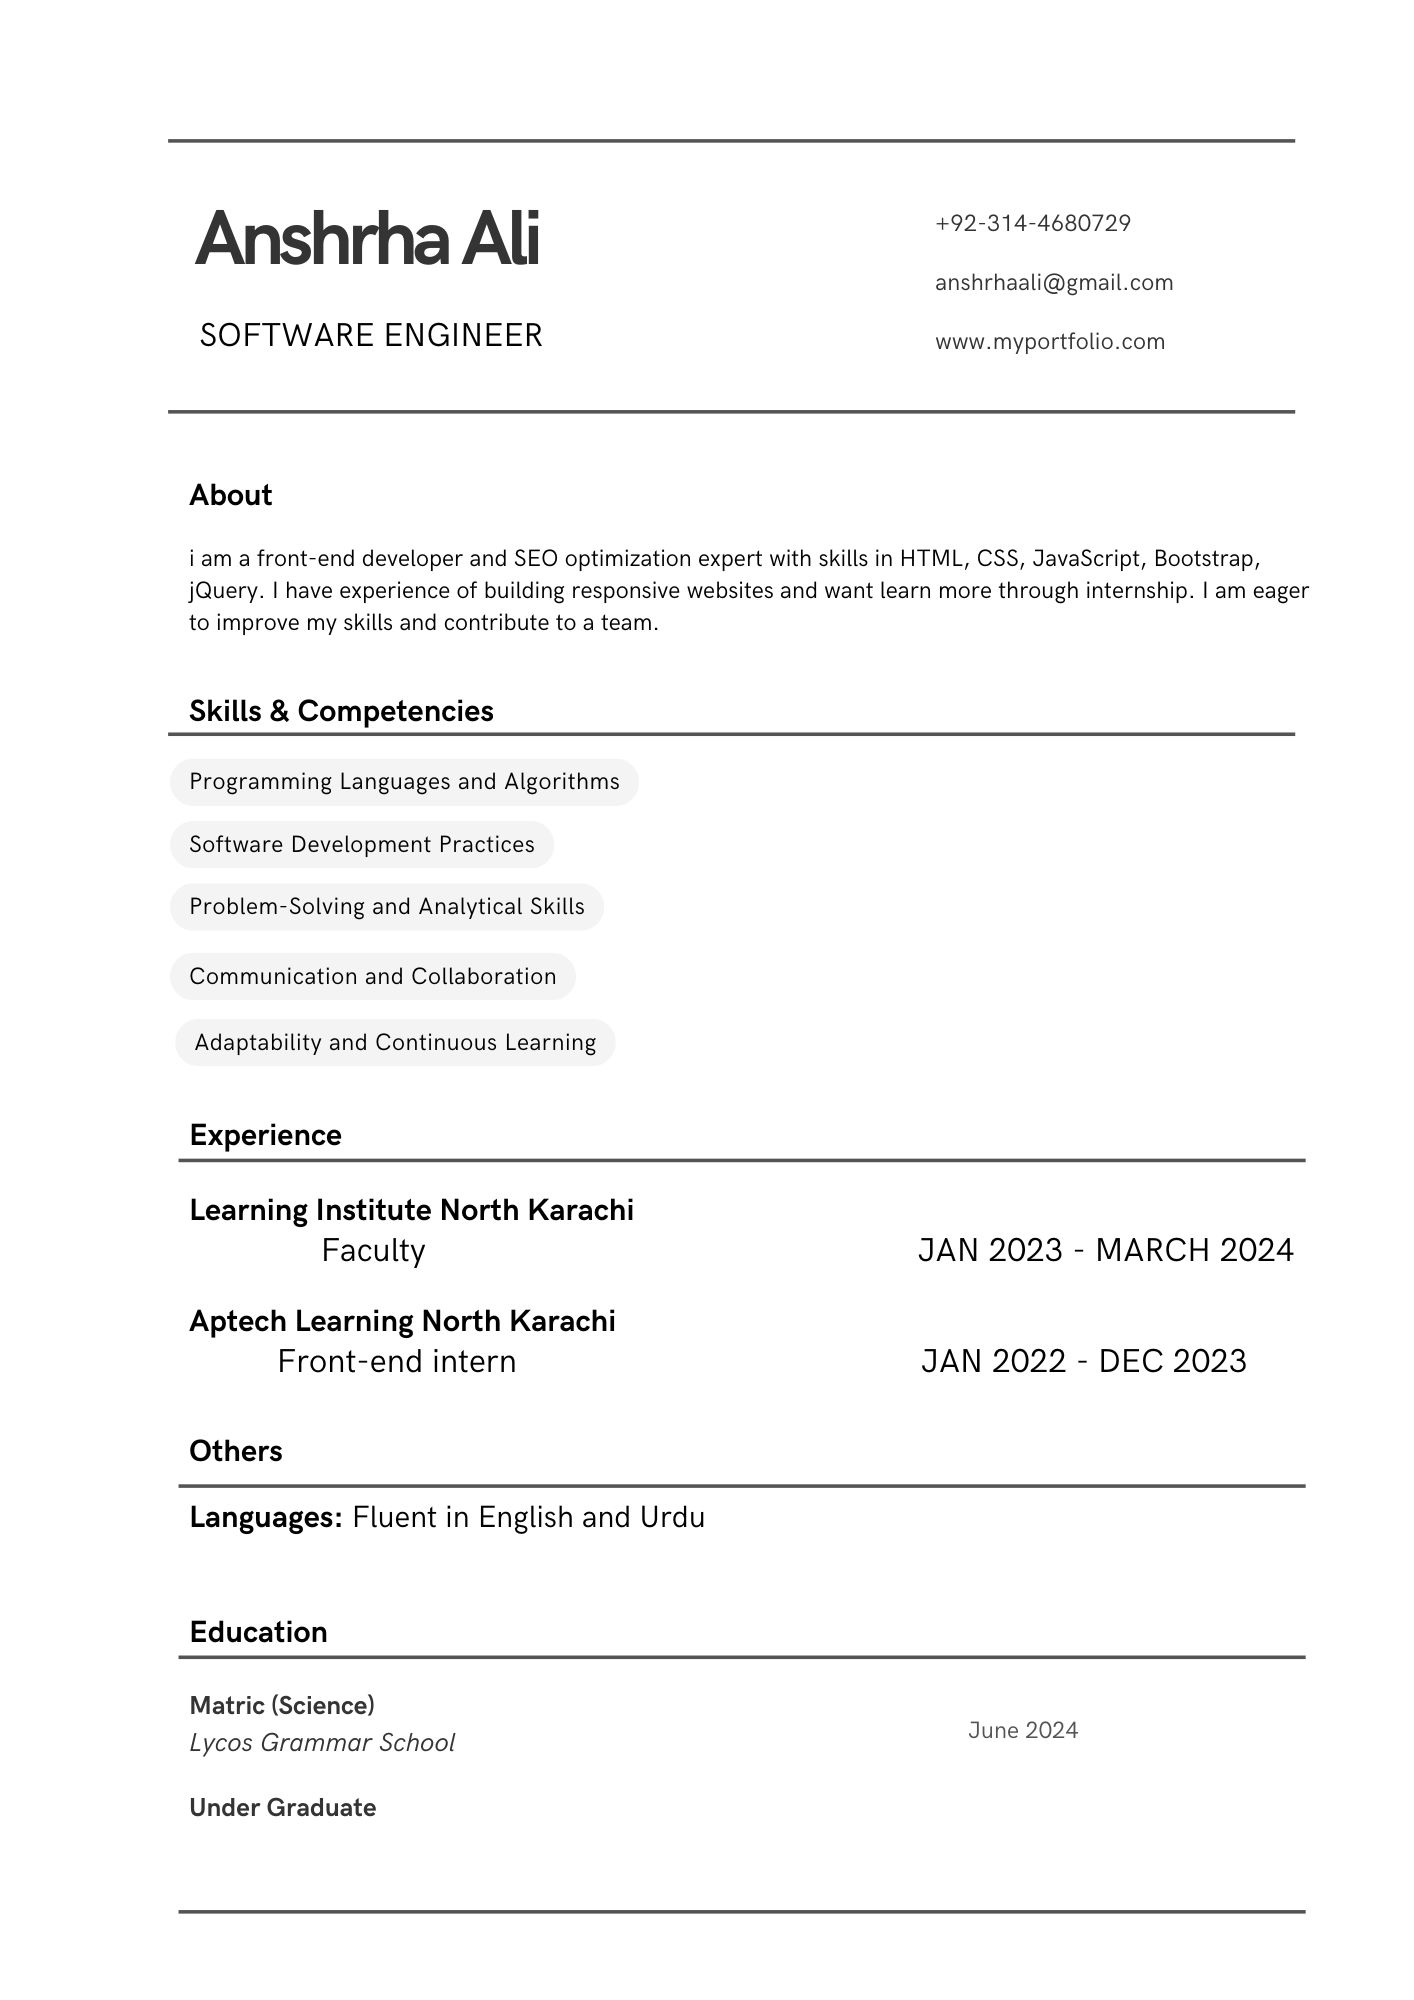 Anshrha Ali
SOFTWARE ENGINEER
+92-314-4680729
anshrhaali@gmail.com
www.myportfolio.com
About
i am a front-end developer and SEO optimization expert with skills in HTML, CSS, JavaScript, Bootstrap,
jQuery. I have experience of building responsive websites and want learn more through internship. I am eager
to improve my skills and contribute to a team.
Skills & Competencies
Programming Languages and Algorithms
Software Development Practices
Problem-Solving and Analytical Skills
Communication and Collaboration
Adaptability and Continuous Learning
Experience
Learning Institute North Karachi
Faculty JAN 2023 - MARCH 2024
Aptech Learning North Karachi
Front-end intern JAN 2022 - DEC 2023
Others
Languages: Fluent in English and Urdu
Education
Matric (Science)
Lycos Grammar School
June 2024
Under Graduate